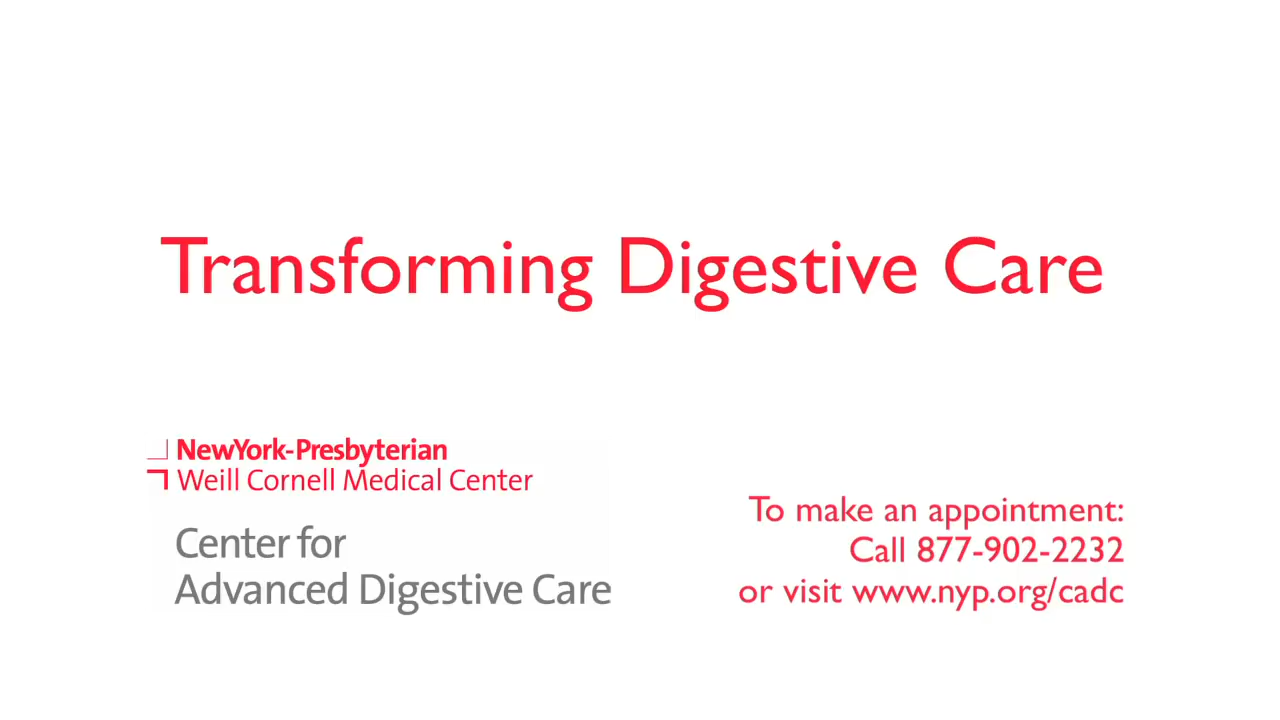 Transforming Digestive Care
NewYork-Presbyterian
Weill Cornell Medical Center
Center for
Advanced Digestive Care
To make an appointment:
Call 877-902-2232
or visit www.nyp.org/cadc